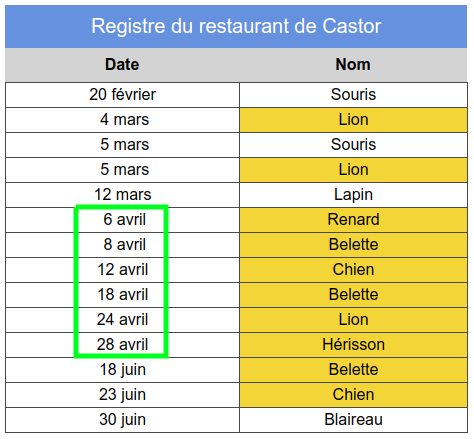 Registre du restaurant de Castor
Date Nom
20 février Souris
4 mars Lion
5 mars Souris
5 mars Lion
12 mars Lapin
6 avril Renard
8 avril Belette
12 avril Chien
18 avril Belette
24 avril Lion
28 avril Hérisson
18 juin Belette
23 juin Chien
30 juin Blaireau